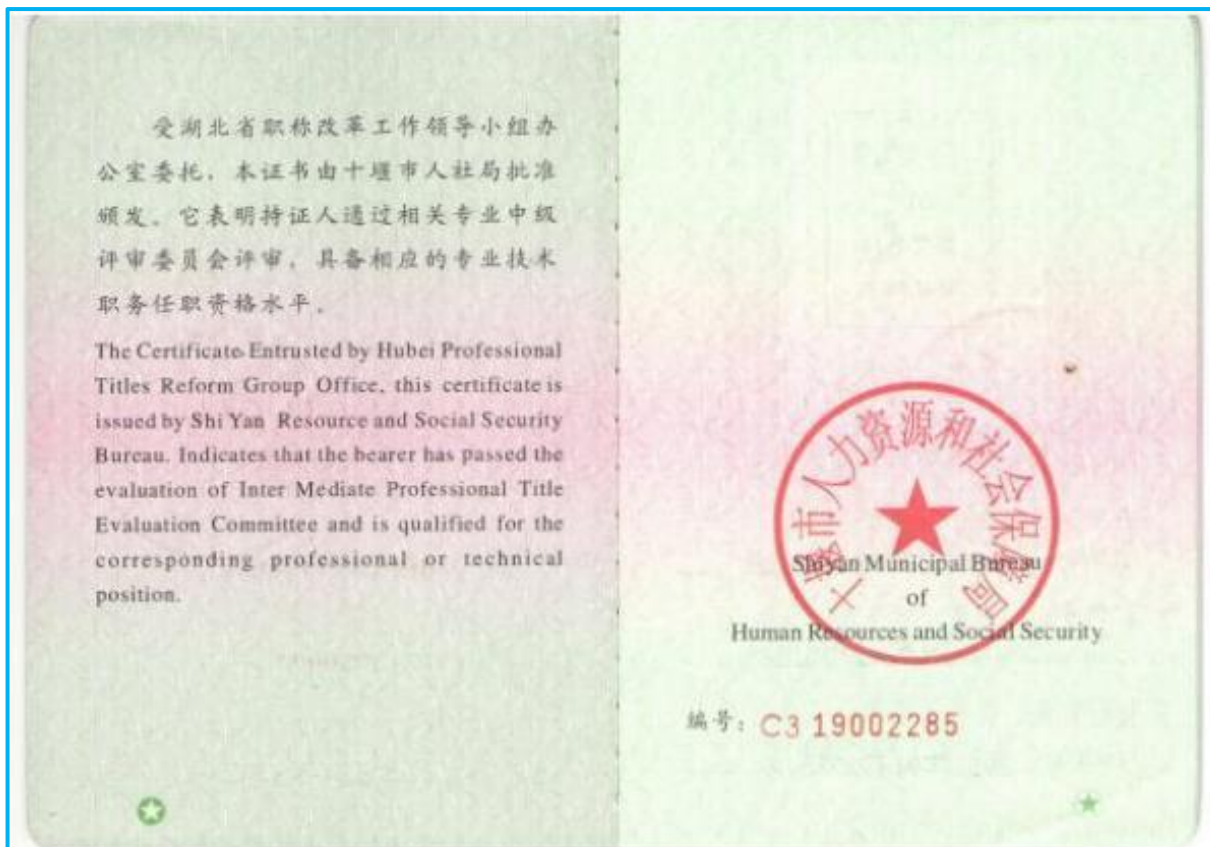 受湖北省职称改革工作领导小组办
公室委托，本证书由十堰市人社局批准
颁发。它表明持证人通过相关专业中级
评审委员会评审，具备相应的专业技术
职务任职资格水平。
The Certificate Entrusted by Hubei Professional
Titles Reform Group Office, this certificate is
issued by Shi Yan Resource and Social Security
Bureau. Indicates that the bearer has passed the
evaluation of Inter Mediate Professional Title
Evaluation Committee and is qualified for the
corresponding professional or technical
position.
十堰市人力资源和社会保障局
Shiyan Municipal Bureau
of
Human Resources and Social Security
编号：C3 19002285